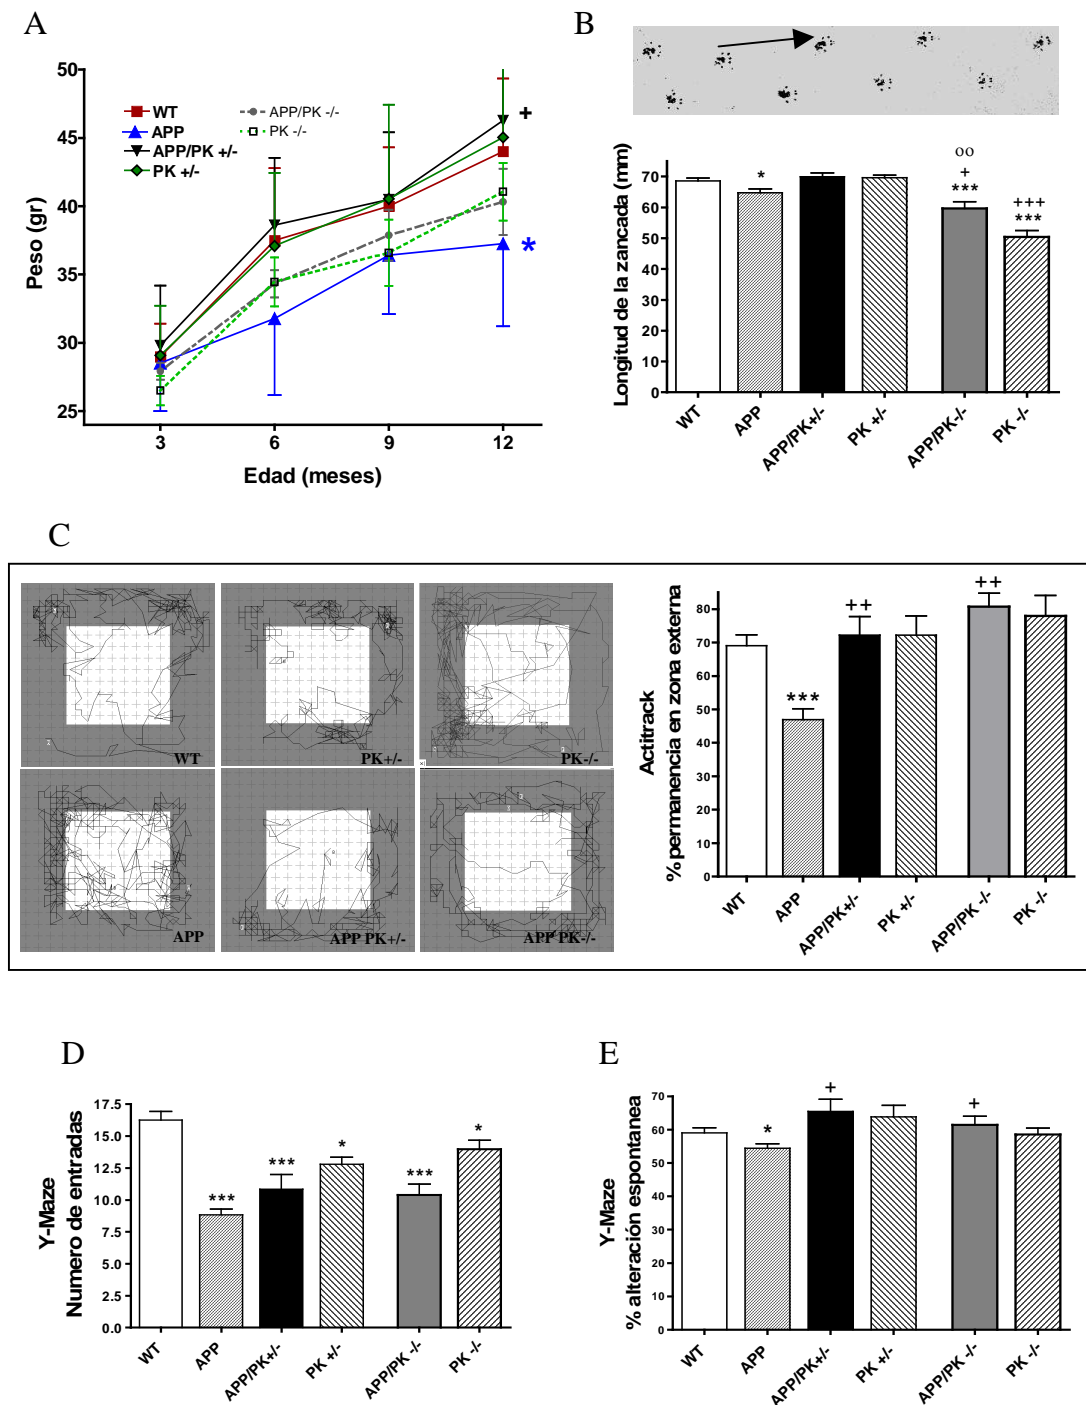 A
50
45
40
35
30
25
Peso (gr)
WT
APP
APP/PK +/-
PK +/-
APP/PK -/-
PK -/-
+
*
3 6 9 12
Edad (meses)
B
Longitud de la zancada (mm)
70
60
50
40
30
20
10
0
*
oo
+
***
+++
***
WT APP APP/PK+/- PK +/- APP/PK-/- PK -/-
C
WT
PK+/-
PK-/-
APP
APP PK+/-
APP PK-/-
Actitrack
% permanencia en zona externa
80
70
60
50
40
30
20
10
0
***
++
++
WT APP APP/PK+/- PK +/- APP/PK -/- PK -/-
D
Y-Maze
Numero de entradas
17.5
15.0
12.5
10.0
7.5
5.0
2.5
0.0
***
***
*
***
*
WT APP APP/PK+/- PK +/- APP/PK -/- PK -/-
E
Y-Maze
% alteración espontanea
70
60
50
40
30
20
10
0
*
+
+
WT APP APP/PK+/- PK +/- APP/PK -/- PK -/-